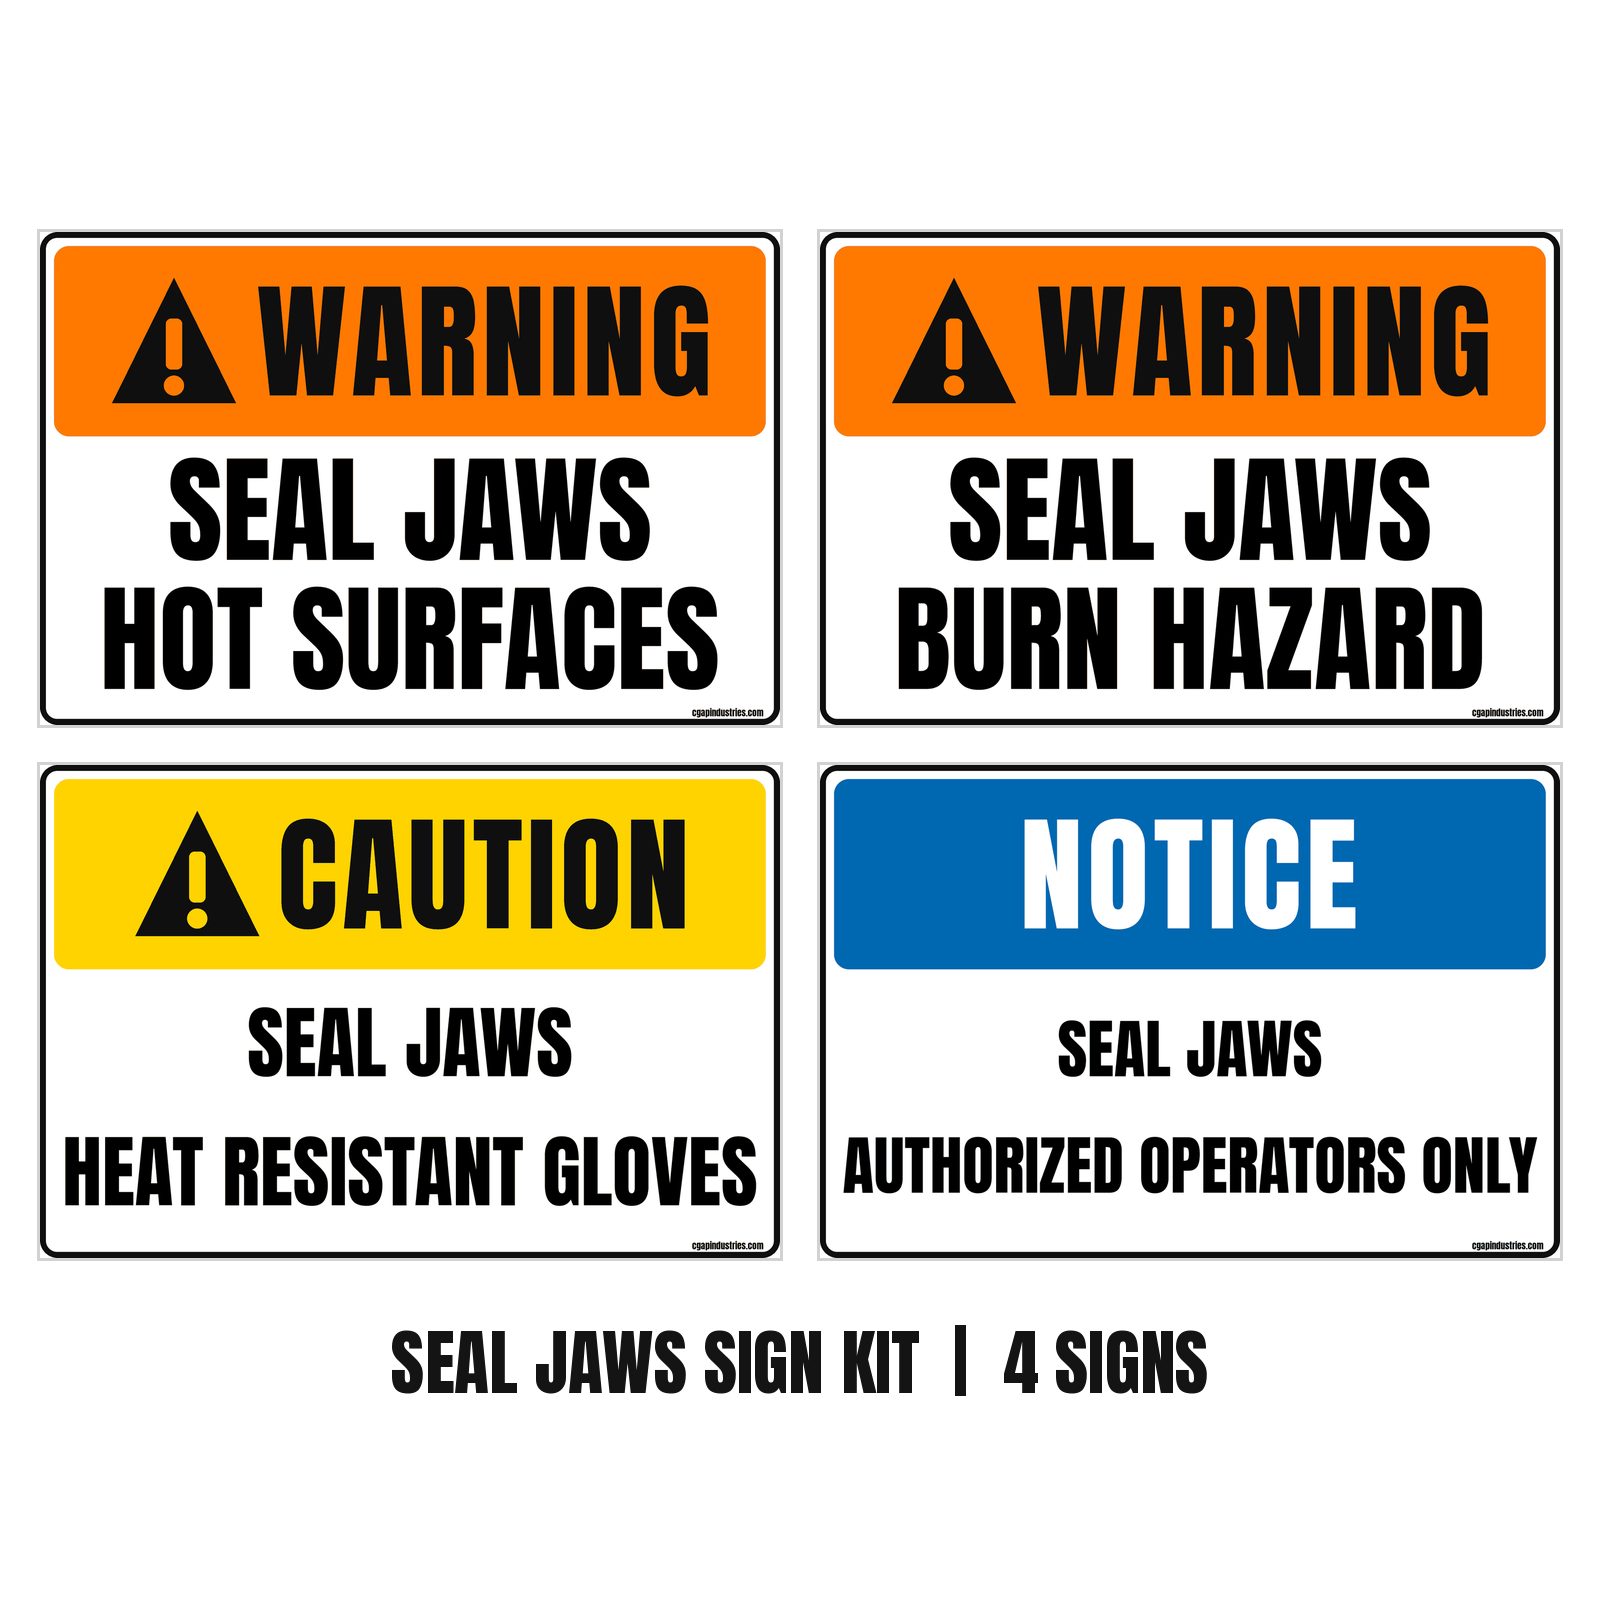 WARNING
SEAL JAWS
HOT SURFACES
cgapindustries.com
WARNING
SEAL JAWS
BURN HAZARD
cgapindustries.com
CAUTION
SEAL JAWS
HEAT RESISTANT GLOVES
cgapindustries.com
NOTICE
SEAL JAWS
AUTHORIZED OPERATORS ONLY
cgapindustries.com
SEAL JAWS SIGN KIT | 4 SIGNS